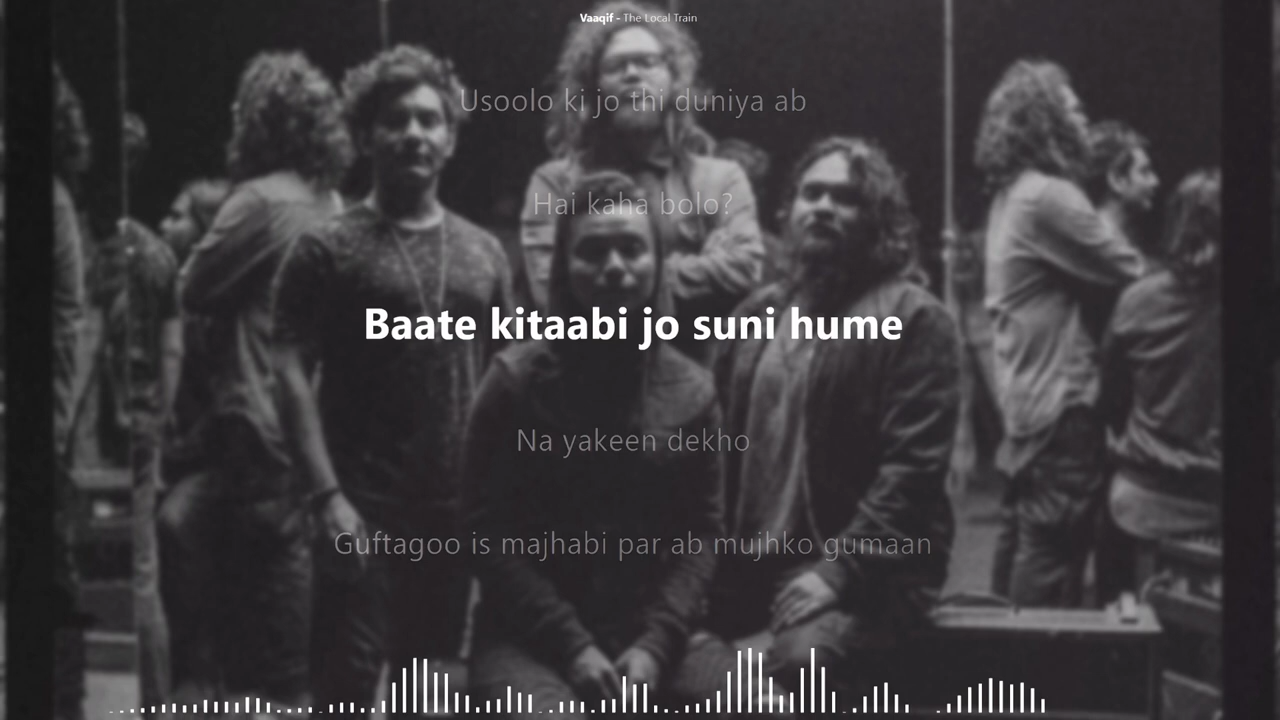 Vaaqif - The Local Train
Usoolo ki jo thi duniya ab
Hai kaha bolo?
Baate kitaabi jo suni hume
Na yakeen dekho
Guftagoo is majhabi par ab mujhko gumaan